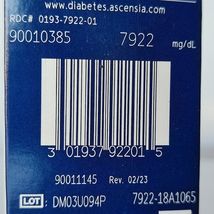 www.diabetes.ascensia.com
RDC# 0193-7922-01
90010385 7922 mg/dL
3 01937 92201 5
90011145 Rev. 02/23
LOT: DM03U094P 7922-18A1065